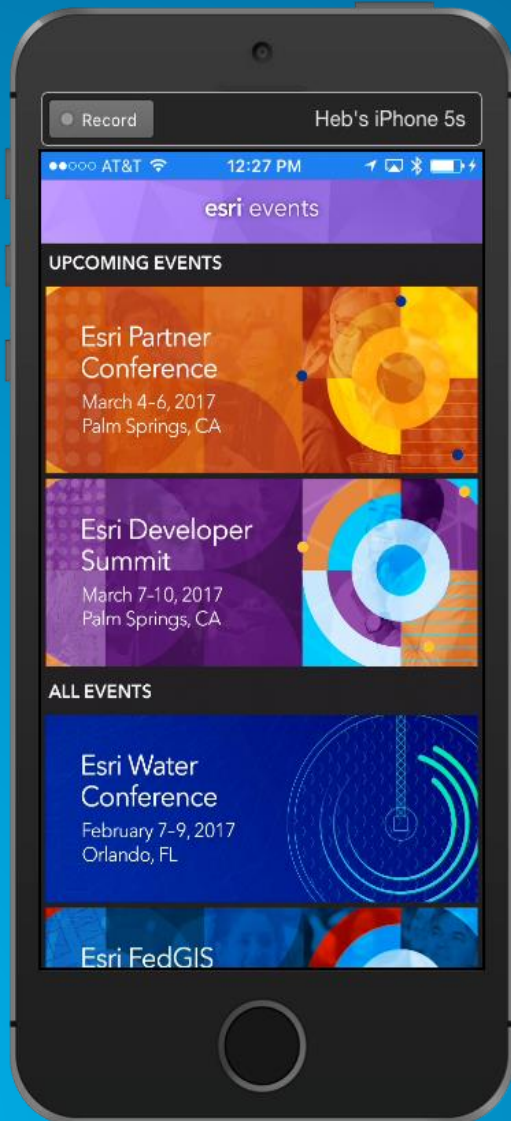 Record
Heb's iPhone 5s
AT&T 12:27 PM
esri events
UPCOMING EVENTS
Esri Partner
Conference
March 4-6, 2017
Palm Springs, CA
Esri Developer
Summit
March 7-10, 2017
Palm Springs, CA
ALL EVENTS
Esri Water
Conference
February 7-9, 2017
Orlando, FL
Esri FedGIS